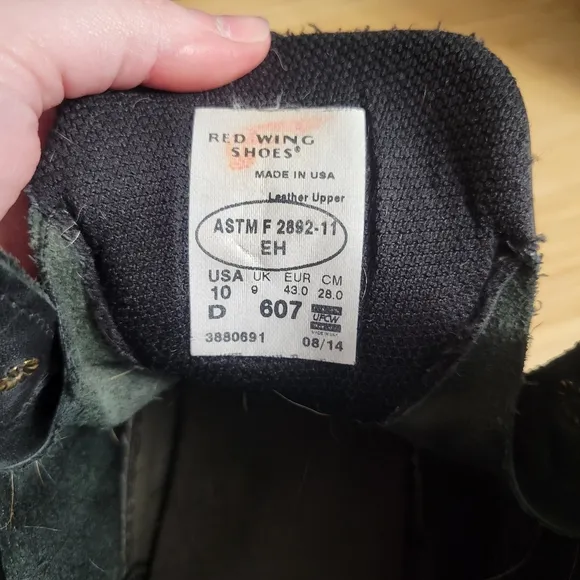 RED WING
SHOES®
MADE IN USA
Leather Upper
ASTM F 2892-11
EH
USA UK EUR CM
10 9 43.0 28.0
D 607 UFCW
3880691 08/14